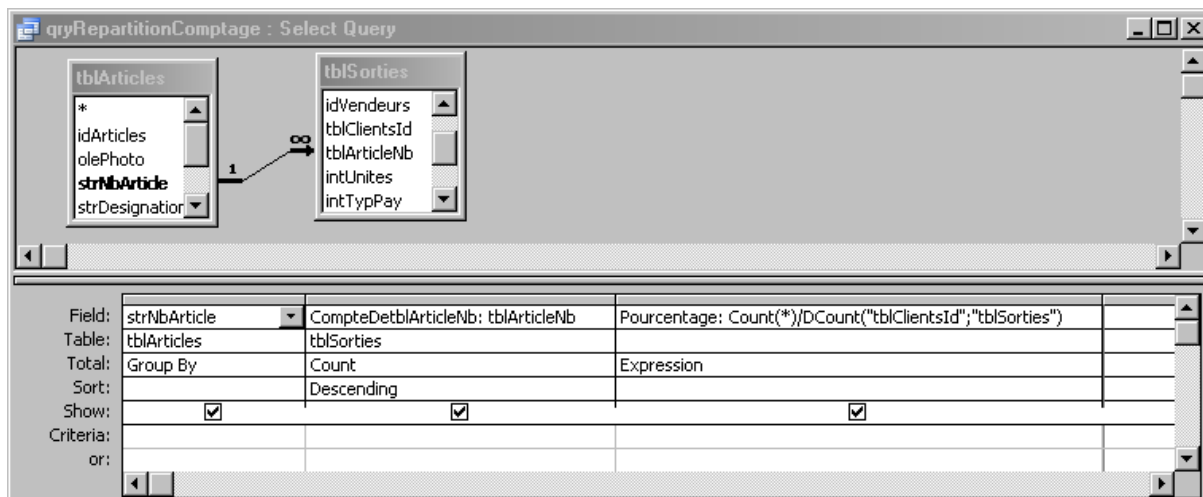 qryRepartitionComptage : Select Query
tblArticles
*
idArticles
olePhoto
strNbArticle
strDesignation
1
∞
tblSorties
idVendeurs
tblClientsId
tblArticleNb
intUnites
intTypPay
Field: strNbArticle CompteDetblArticleNb: tblArticleNb Pourcentage: Count(*)/DCount("tblClientsId";"tblSorties")
Table: tblArticles tblSorties
Total: Group By Count Expression
Sort: Descending
Show:
Criteria:
or: